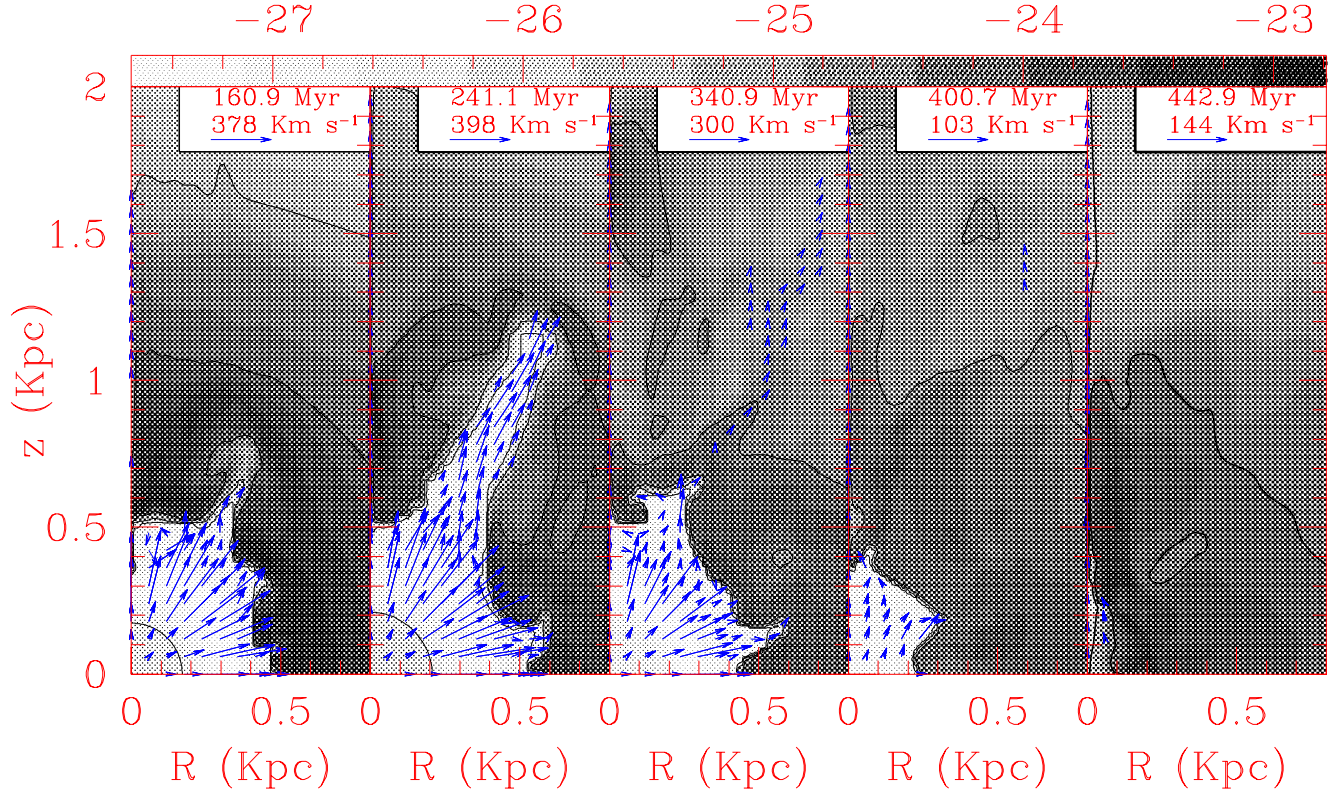 −27 −26 −25 −24 −23
160.9 Myr
378 Km s⁻¹
241.1 Myr
398 Km s⁻¹
340.9 Myr
300 Km s⁻¹
400.7 Myr
103 Km s⁻¹
442.9 Myr
144 Km s⁻¹
2
1.5
1
0.5
0
z (Kpc)
0 0.5 0 0.5 0 0.5 0 0.5 0 0.5
R (Kpc) R (Kpc) R (Kpc) R (Kpc) R (Kpc)